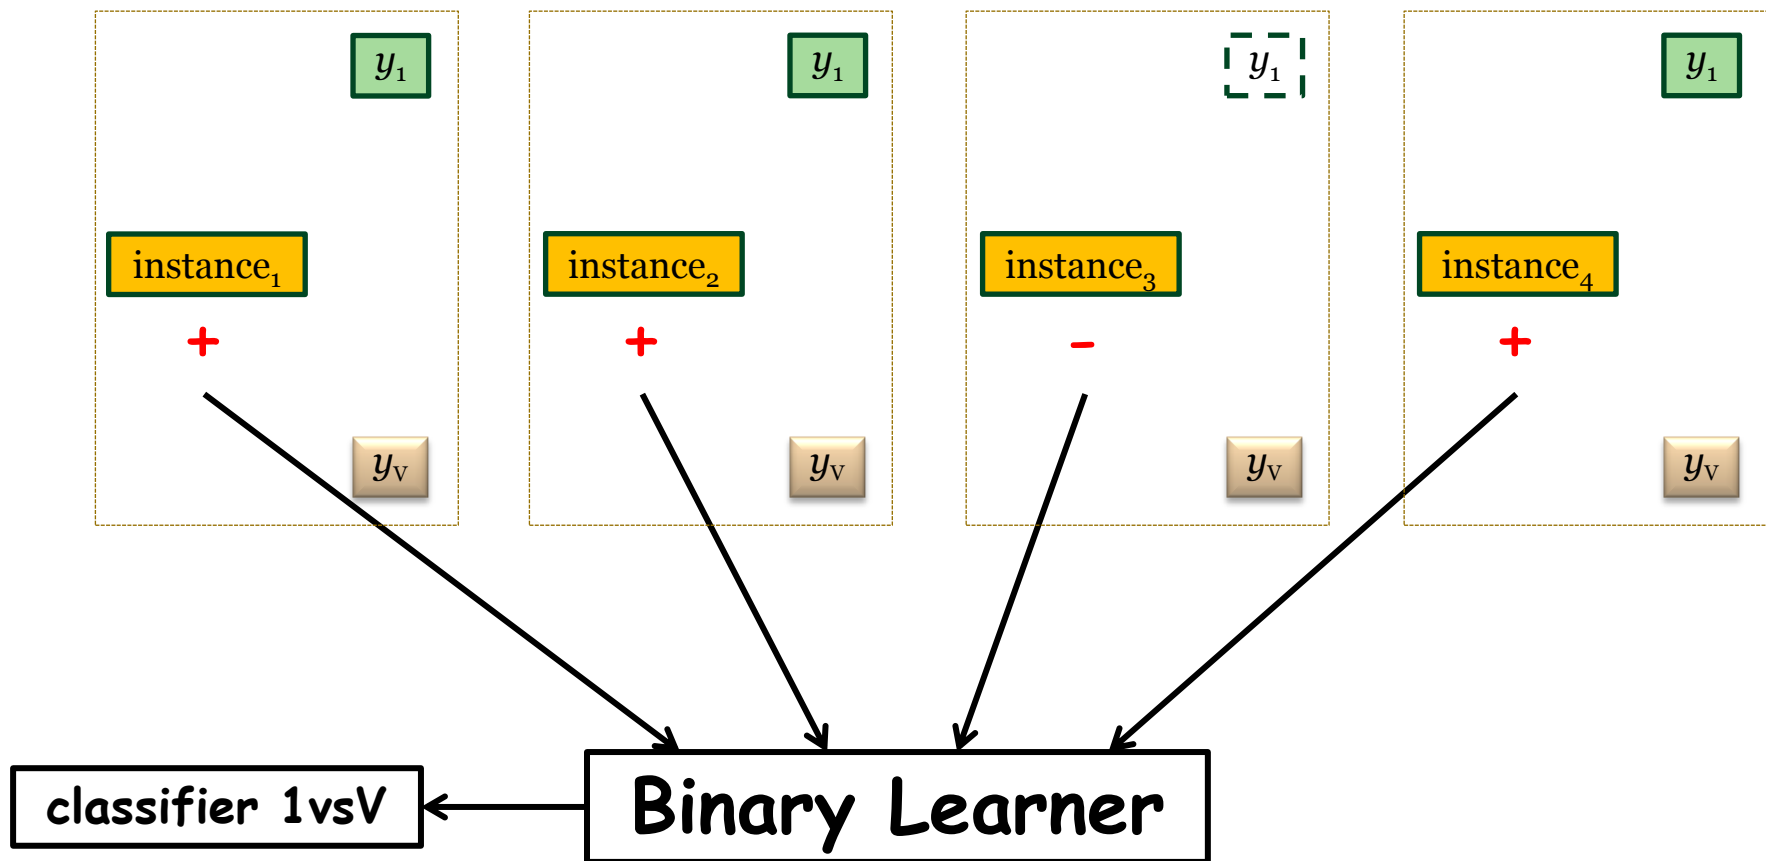 y₁ y₁ y₁ y₁
instance₁ instance₂ instance₃ instance₄
+ + - +
yᵥ yᵥ yᵥ yᵥ
classifier 1vsV Binary Learner